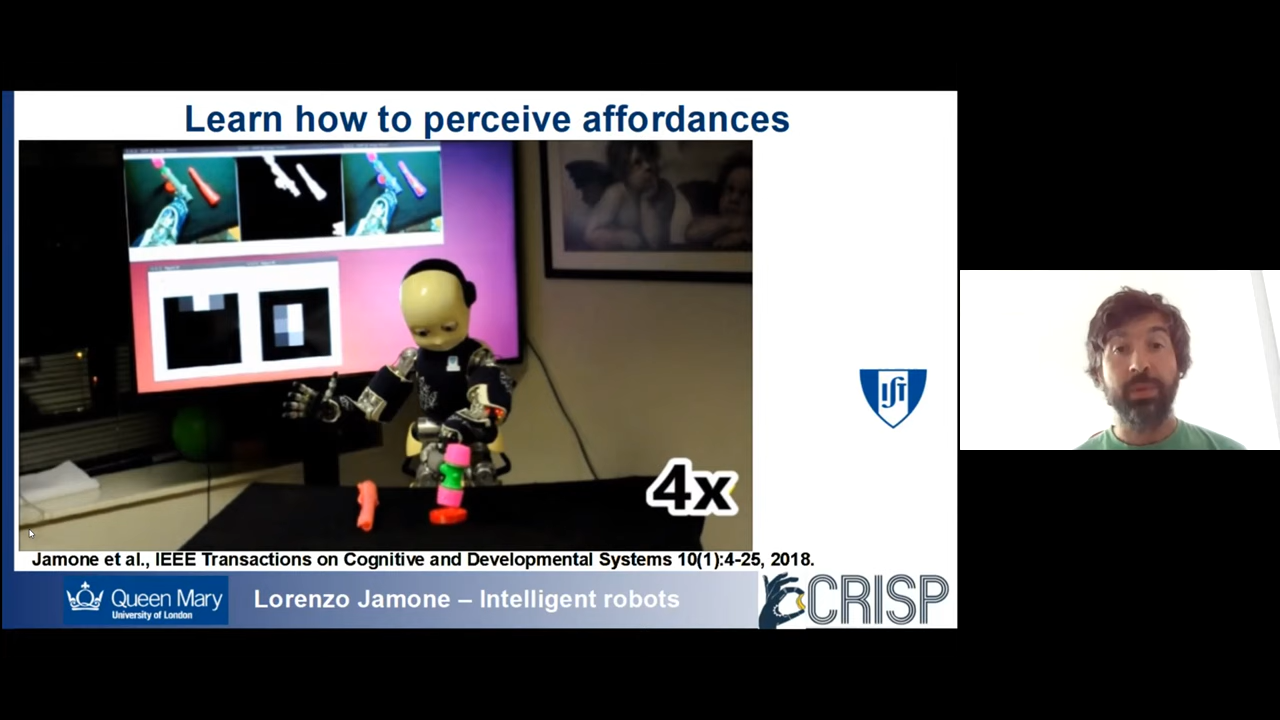 Learn how to perceive affordances
4x
IST
Jamone et al., IEEE Transactions on Cognitive and Developmental Systems 10(1):4-25, 2018.
Queen Mary
University of London
Lorenzo Jamone – Intelligent robots
CRISP